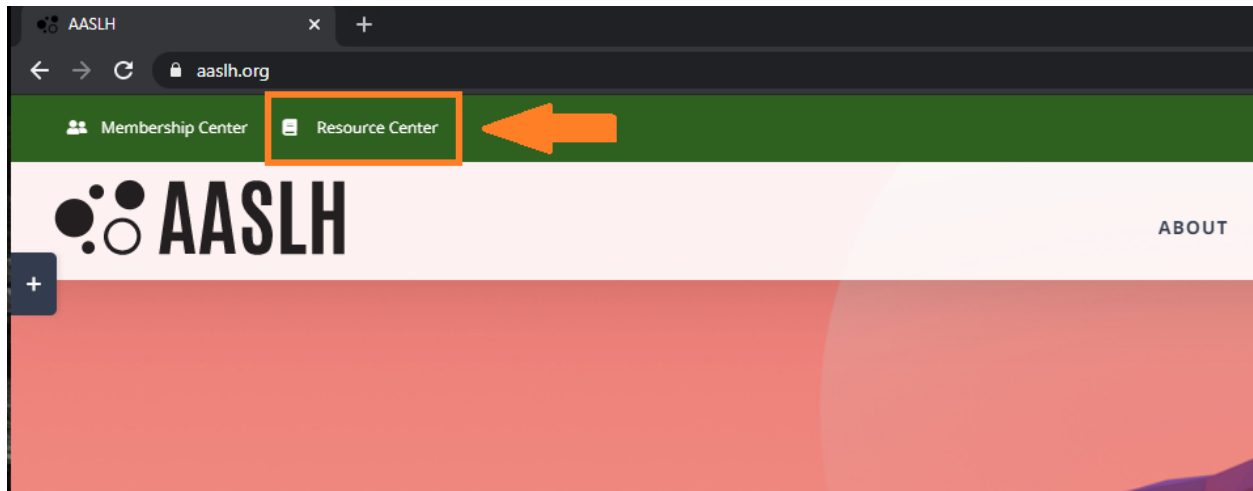 AASLH
aaslh.org
Membership Center Resource Center
AASLH
ABOUT